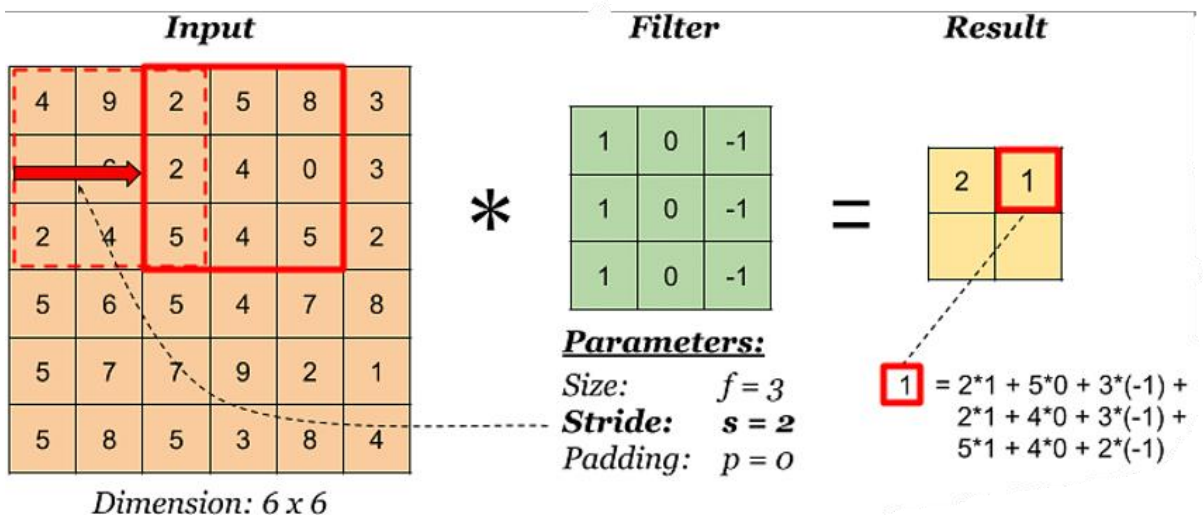 Input Filter Result
4 9 2 5 8 3
2 4 0 3
2 4 5 4 5 2
5 6 5 4 7 8
5 7 7 9 2 1
5 8 5 3 8 4
Dimension: 6 x 6
*
1 0 -1
1 0 -1
1 0 -1
=
2 1
Parameters:
Size: f = 3
Stride: s = 2
Padding: p = 0
1 = 2*1 + 5*0 + 3*(-1) +
2*1 + 4*0 + 3*(-1) +
5*1 + 4*0 + 2*(-1)